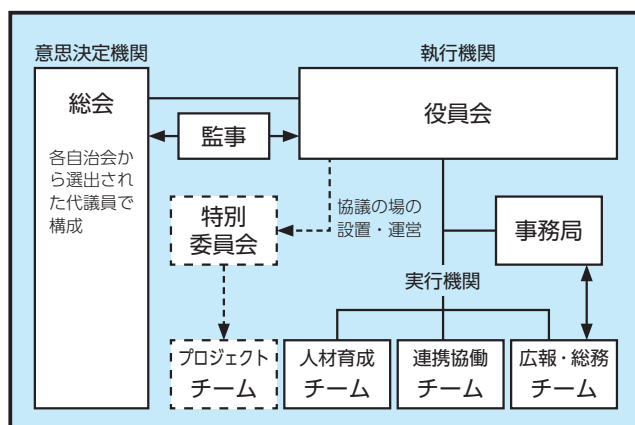 意思決定機関
執行機関
総会
各自治会か
ら選出され
た代議員で
構成
監事
役員会
特別
委員会
協議の場の
設置・運営
事務局
実行機関
プロジェクト
チーム
人材育成
チーム
連携協働
チーム
広報・総務
チーム